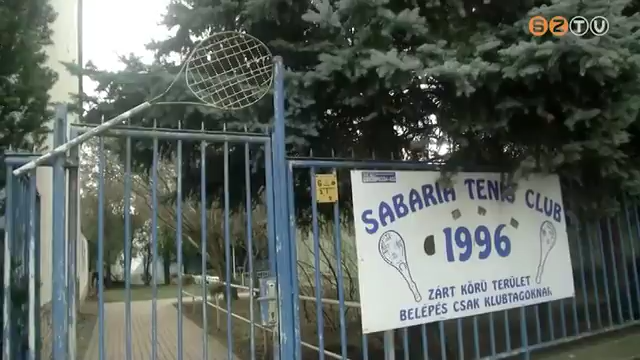 SZTV
SABARIA TENIS CLUB
1996
ZÁRT KÖRŰ TERÜLET
BELÉPÉS CSAK KLUBTAGOKNAK